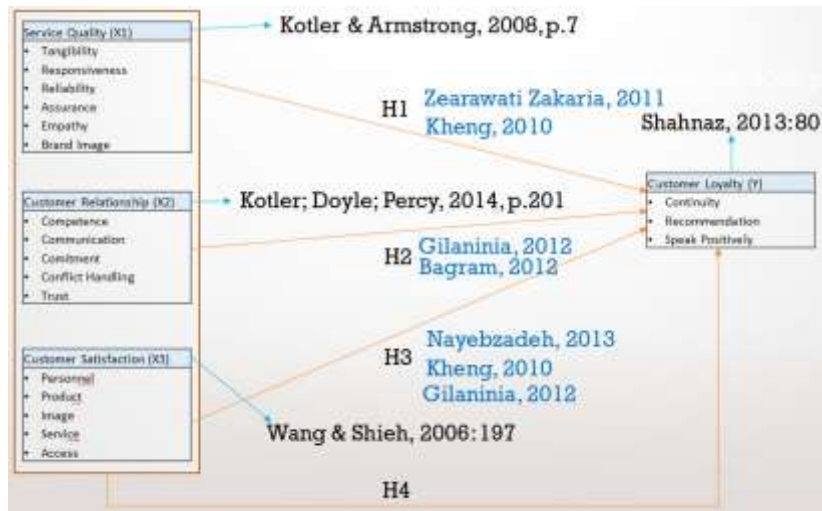 Service Quality (X1)
• Tangibility
• Responsiveness
• Reliability
• Assurance
• Empathy
• Brand Image
Kotler & Armstrong, 2008, p.7
H1
Zearawati Zakaria, 2011
Kheng, 2010
Shahnaz, 2013:80
Customer Relationship (X2)
• Competence
• Communication
• Comitment
• Conflict Handling
• Trust
Kotler; Doyle; Percy, 2014, p.201
H2
Gilaninia, 2012
Bagram, 2012
Customer Loyalty (Y)
• Continuity
• Recommendation
• Speak Positively
Customer Satisfaction (X3)
• Personnel
• Product
• Image
• Service
• Access
H3
Nayebzadeh, 2013
Kheng, 2010
Gilaninia, 2012
Wang & Shieh, 2006:197
H4